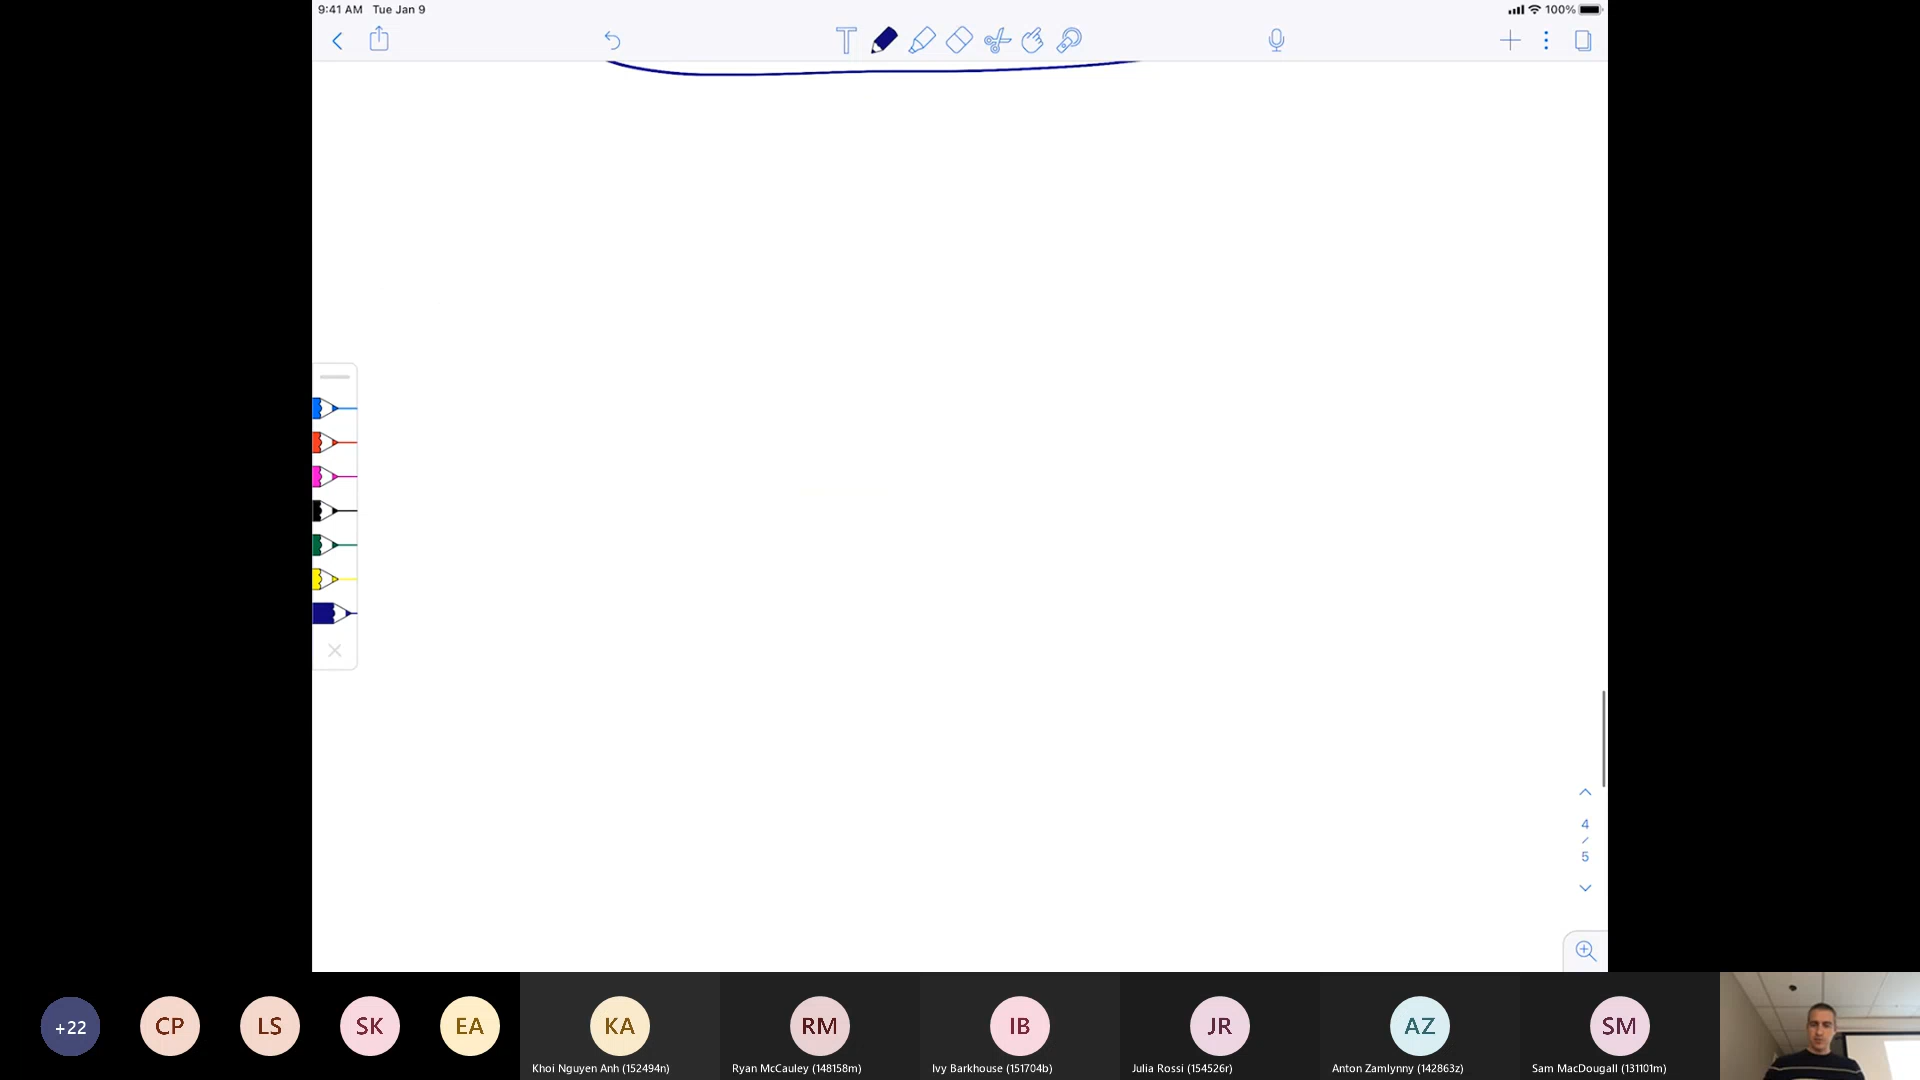 9:41 AM Tue Jan 9
100%
T
4
/
5
+22
CP
LS
SK
EA
KA
RM
IB
JR
AZ
SM
Khoi Nguyen Anh (152494n)
Ryan McCauley (148158m)
Ivy Barkhouse (151704b)
Julia Rossi (154526r)
Anton Zamlynny (142863z)
Sam MacDougall (131101m)